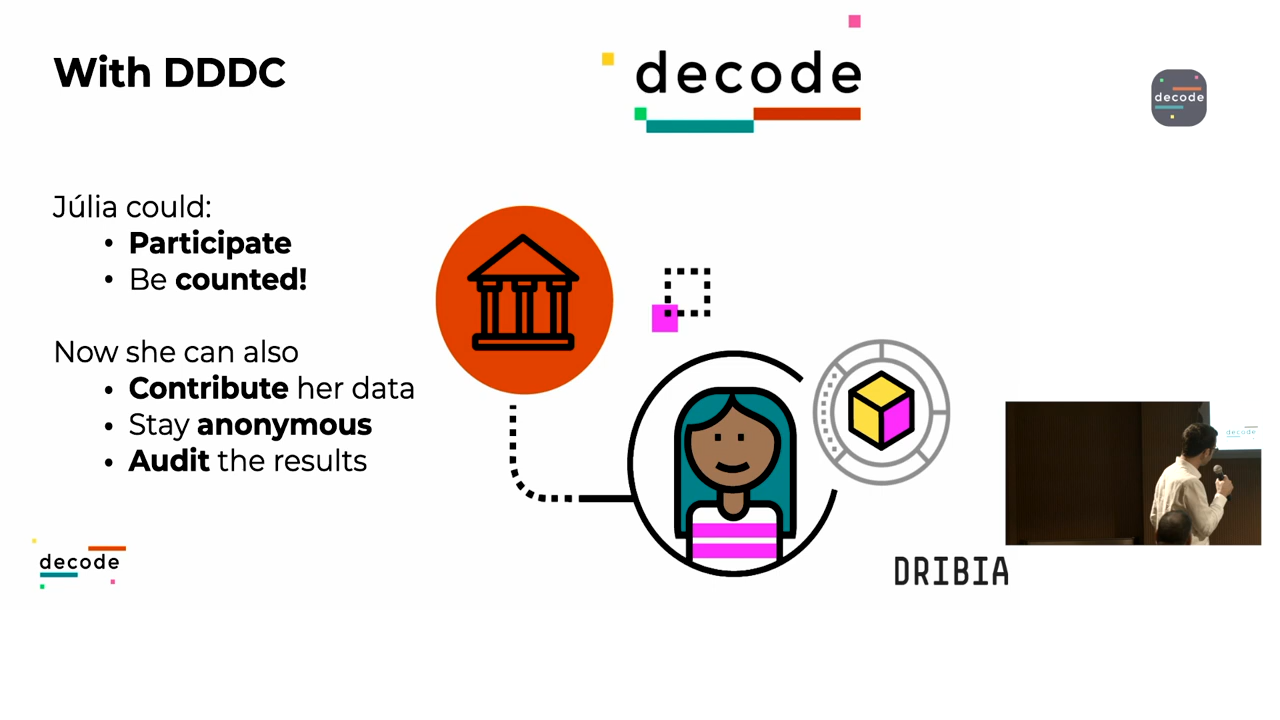 With DDDC
decode
decode
Júlia could:
• Participate
• Be counted!
Now she can also
• Contribute her data
• Stay anonymous
• Audit the results
decode
decode
DRIBIA